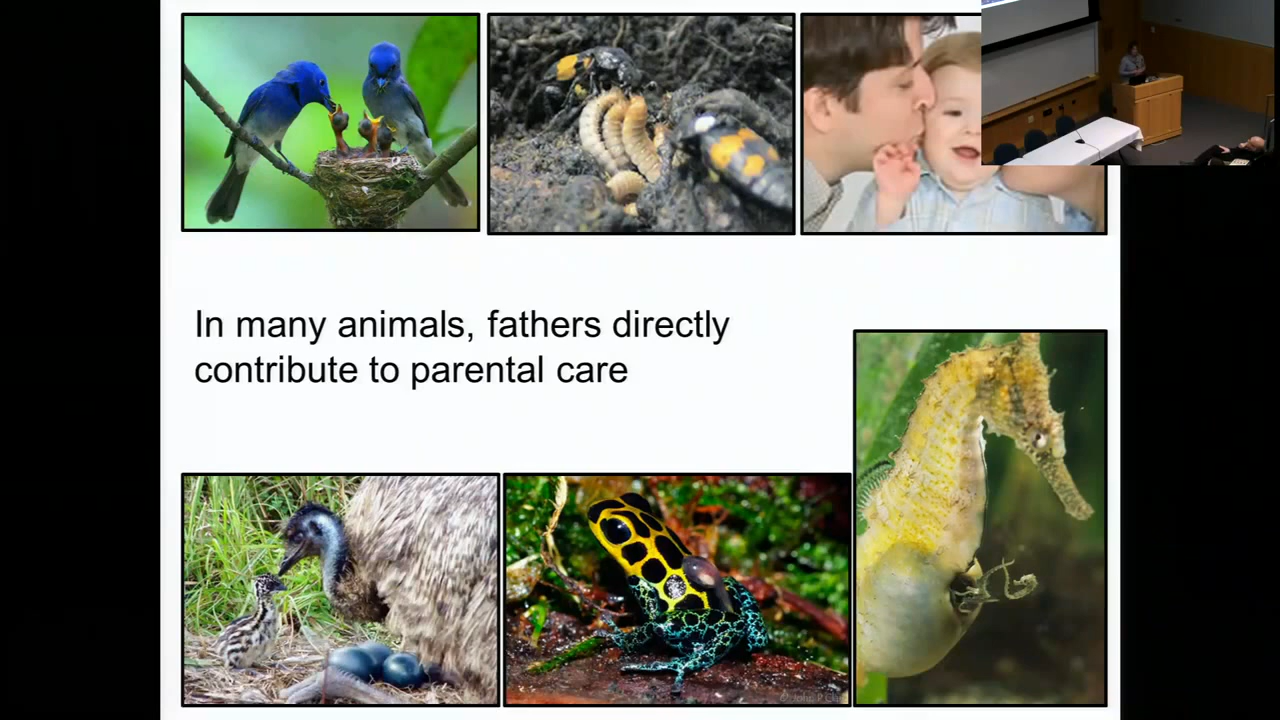 In many animals, fathers directly
contribute to parental care